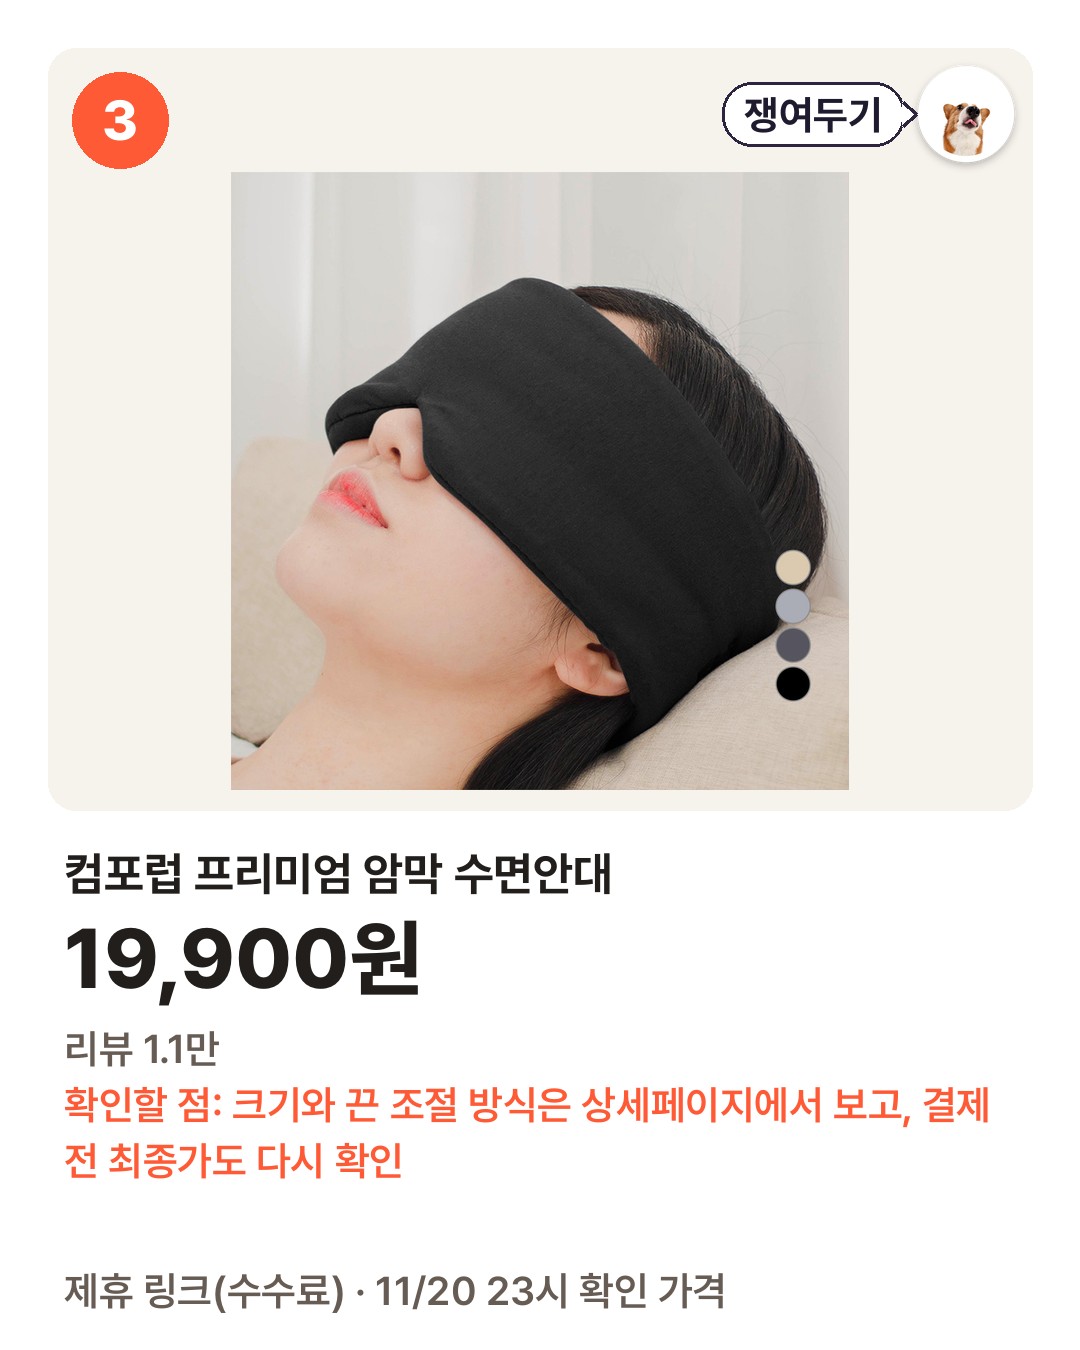 3
쟁여두기
컴포럽 프리미엄 암막 수면안대
19,900원
리뷰 1.1만
확인할 점: 크기와 끈 조절 방식은 상세페이지에서 보고, 결제
전 최종가도 다시 확인
제휴 링크(수수료) · 11/20 23시 확인 가격